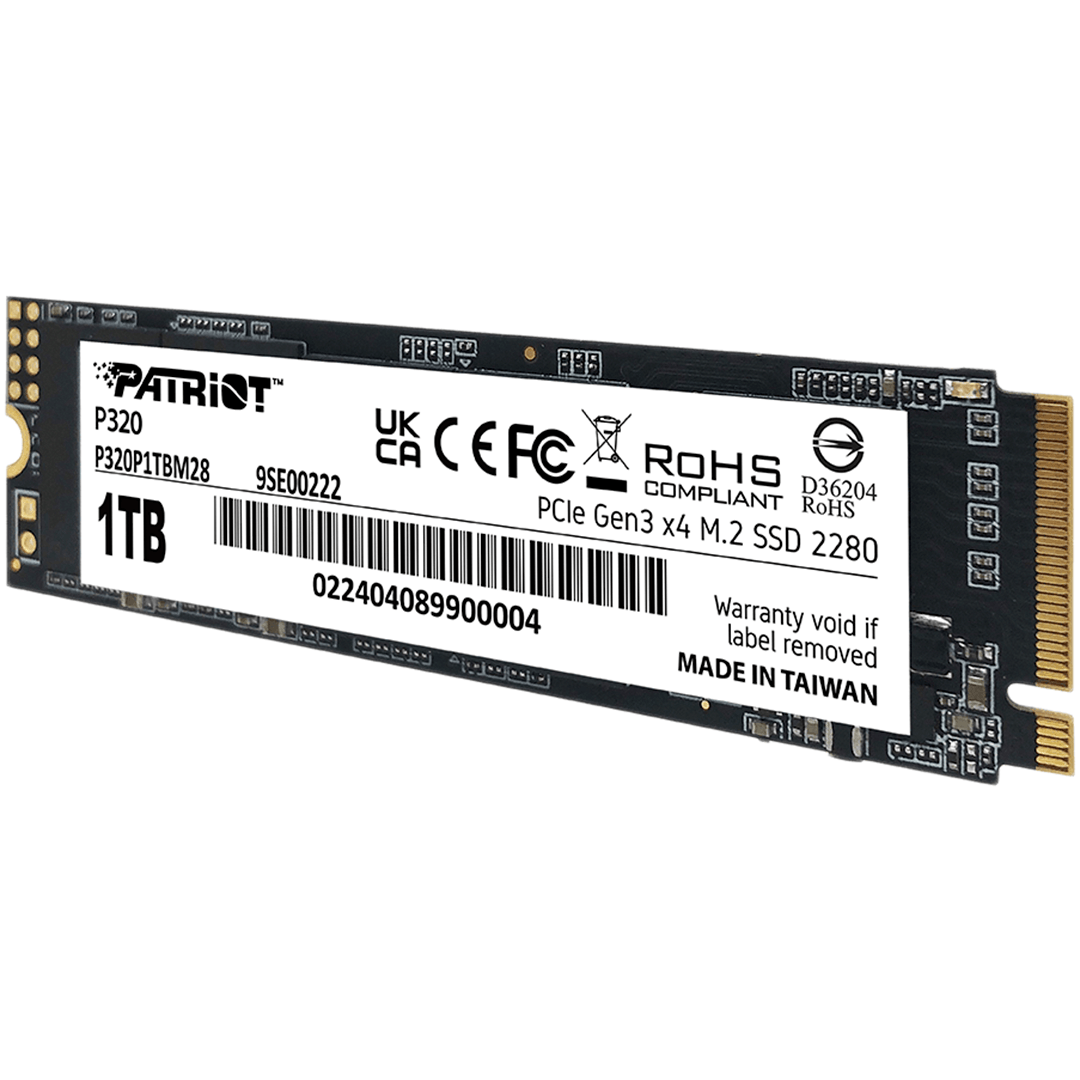 PATRIOT™
P320
P320P1TBM28
9SE00222
1TB
022404089900004
UK
CA CE FC
RoHS
COMPLIANT
D36204
RoHS
PCIe Gen3 x4 M.2 SSD 2280
Warranty void if
label removed
MADE IN TAIWAN